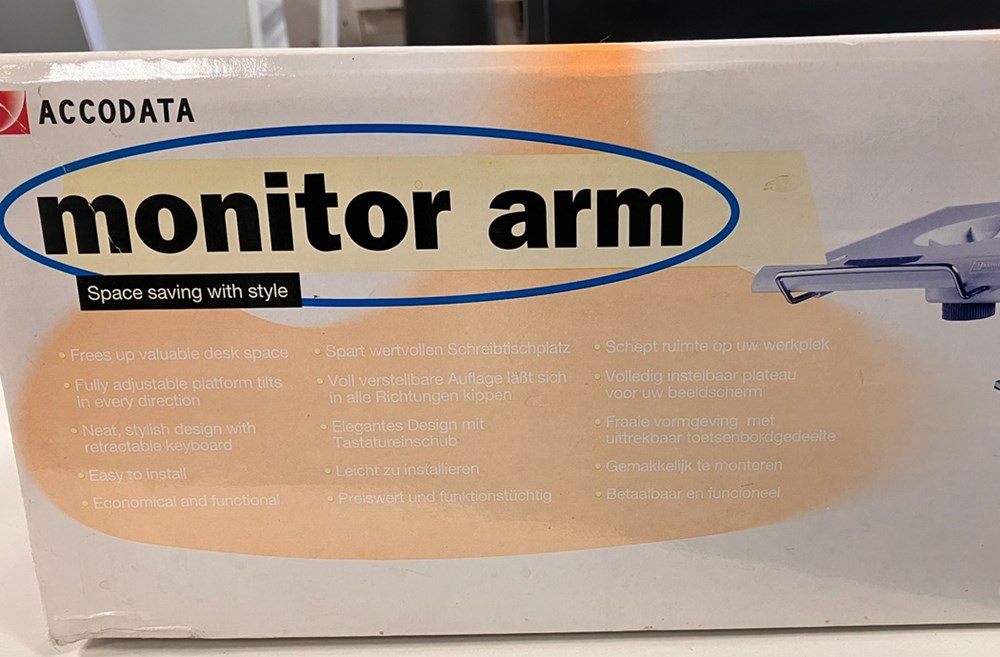 ACCODATA
monitor arm
Space saving with style
• Frees up valuable desk space
• Fully adjustable platform tilts
in every direction
• Neat, stylish design with
retractable keyboard
• Easy to install
• Economical and functional
• Spart wertvollen Schreibtischplatz
• Voll verstellbare Auflage läßt sich
in alle Richtungen kippen
• Elegantes Design mit
Tastatureinschub
• Leicht zu installieren
• Preiswert und funktionstüchtig
• Schept ruimte op uw werkplek
• Volledig instelbaar plateau
voor uw beeldscherm
• Fraaie vormgeving met
uittrekbaar toetsenbordgedeelte
• Gemakkelijk te monteren
• Betaalbaar en funcioneel